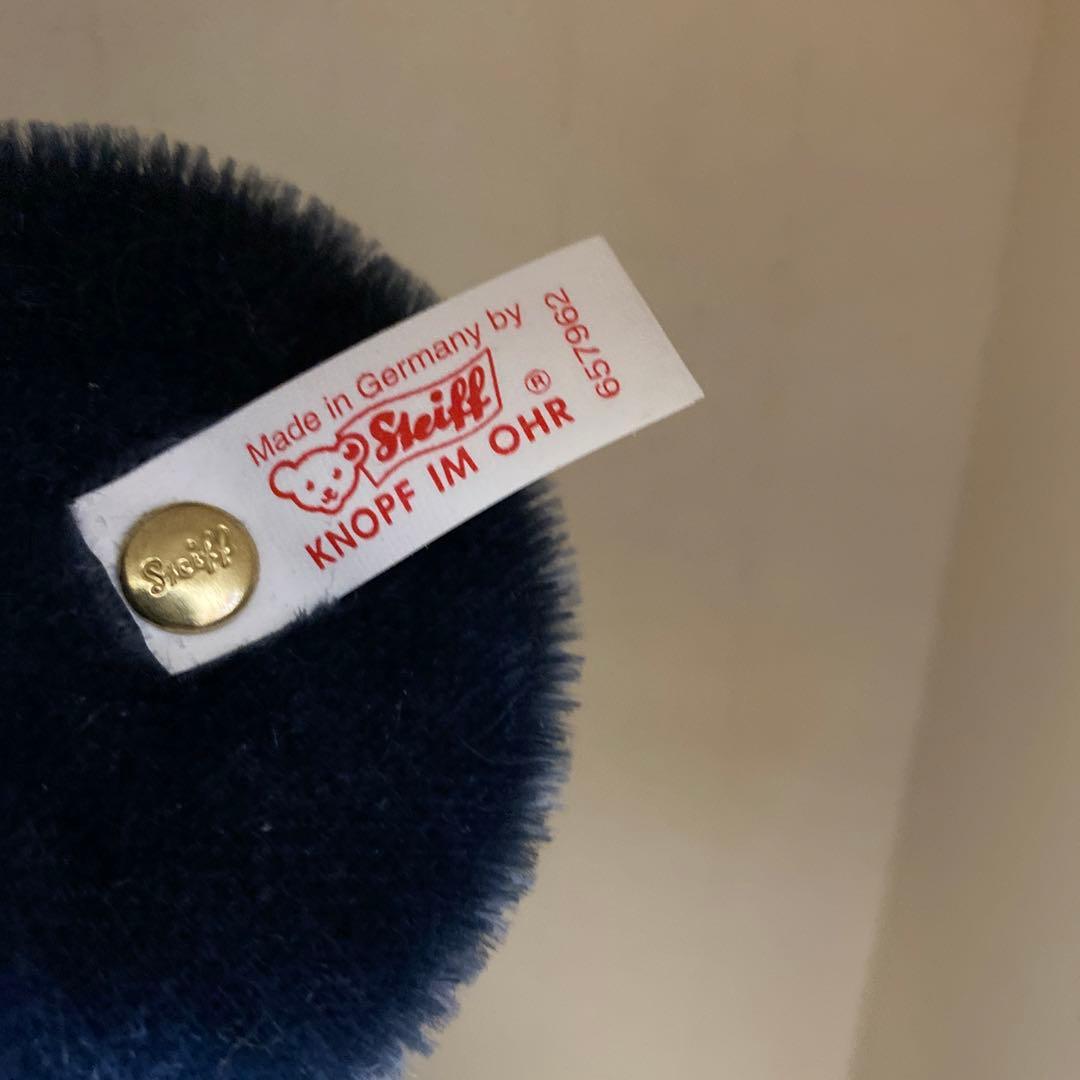 Made in Germany by
Steiff ®
KNOPF IM OHR
657962
Steiff